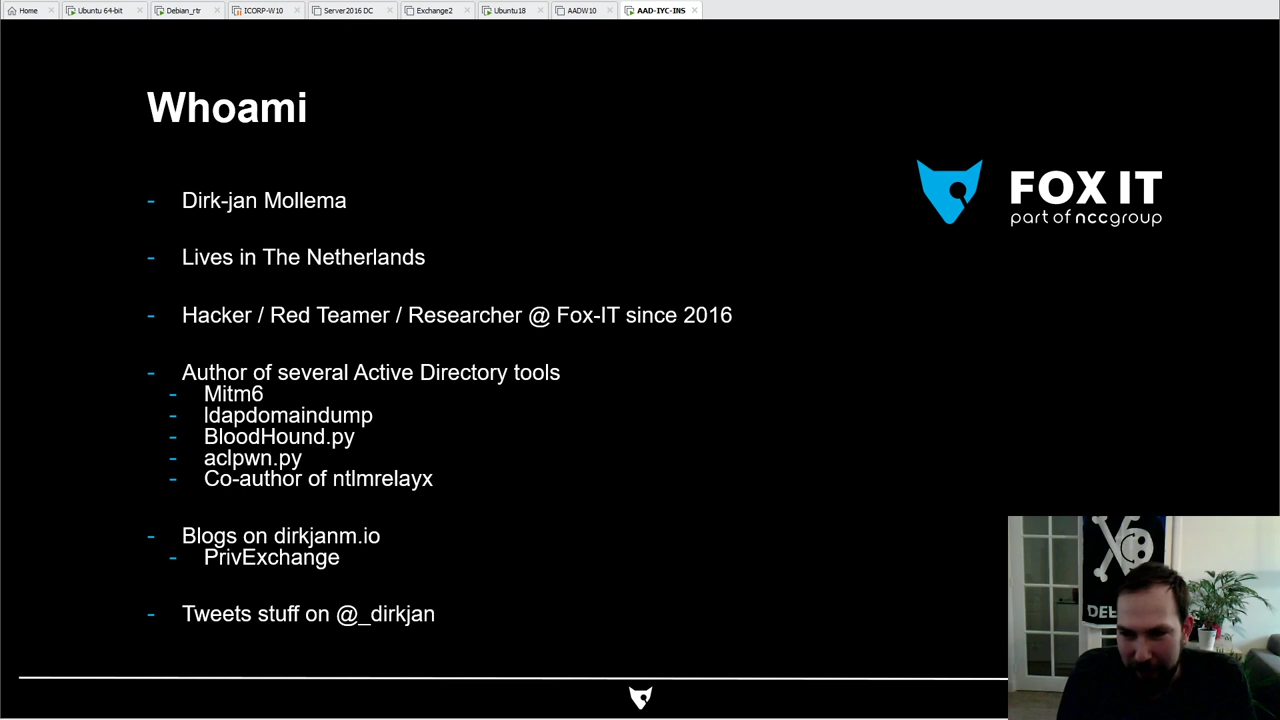 Home Ubuntu 64-bit Debian_rtr ICORP-W10 Server2016 DC Exchange2 Ubuntu18 AADW10 AAD-IYC-INS
Whoami
FOX IT
part of nccgroup
- Dirk-jan Mollema
- Lives in The Netherlands
- Hacker / Red Teamer / Researcher @ Fox-IT since 2016
- Author of several Active Directory tools
- Mitm6
- ldapdomaindump
- BloodHound.py
- aclpwn.py
- Co-author of ntlmrelayx
- Blogs on dirkjanm.io
- PrivExchange
- Tweets stuff on @_dirkjan